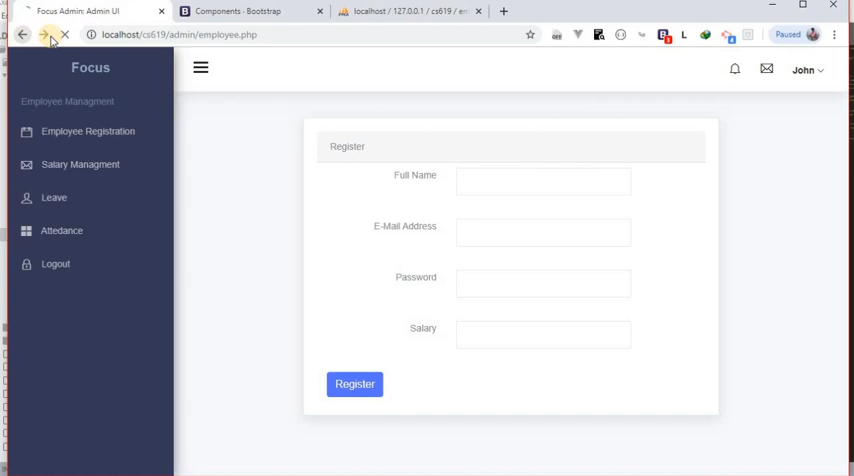 Focus Admin: Admin UI
Components · Bootstrap
localhost / 127.0.0.1 / cs619 / em
localhost/cs619/admin/employee.php
Paused
Focus
John
Employee Managment
Employee Registration
Salary Managment
Leave
Attedance
Logout
Register
Full Name
E-Mail Address
Password
Salary
Register